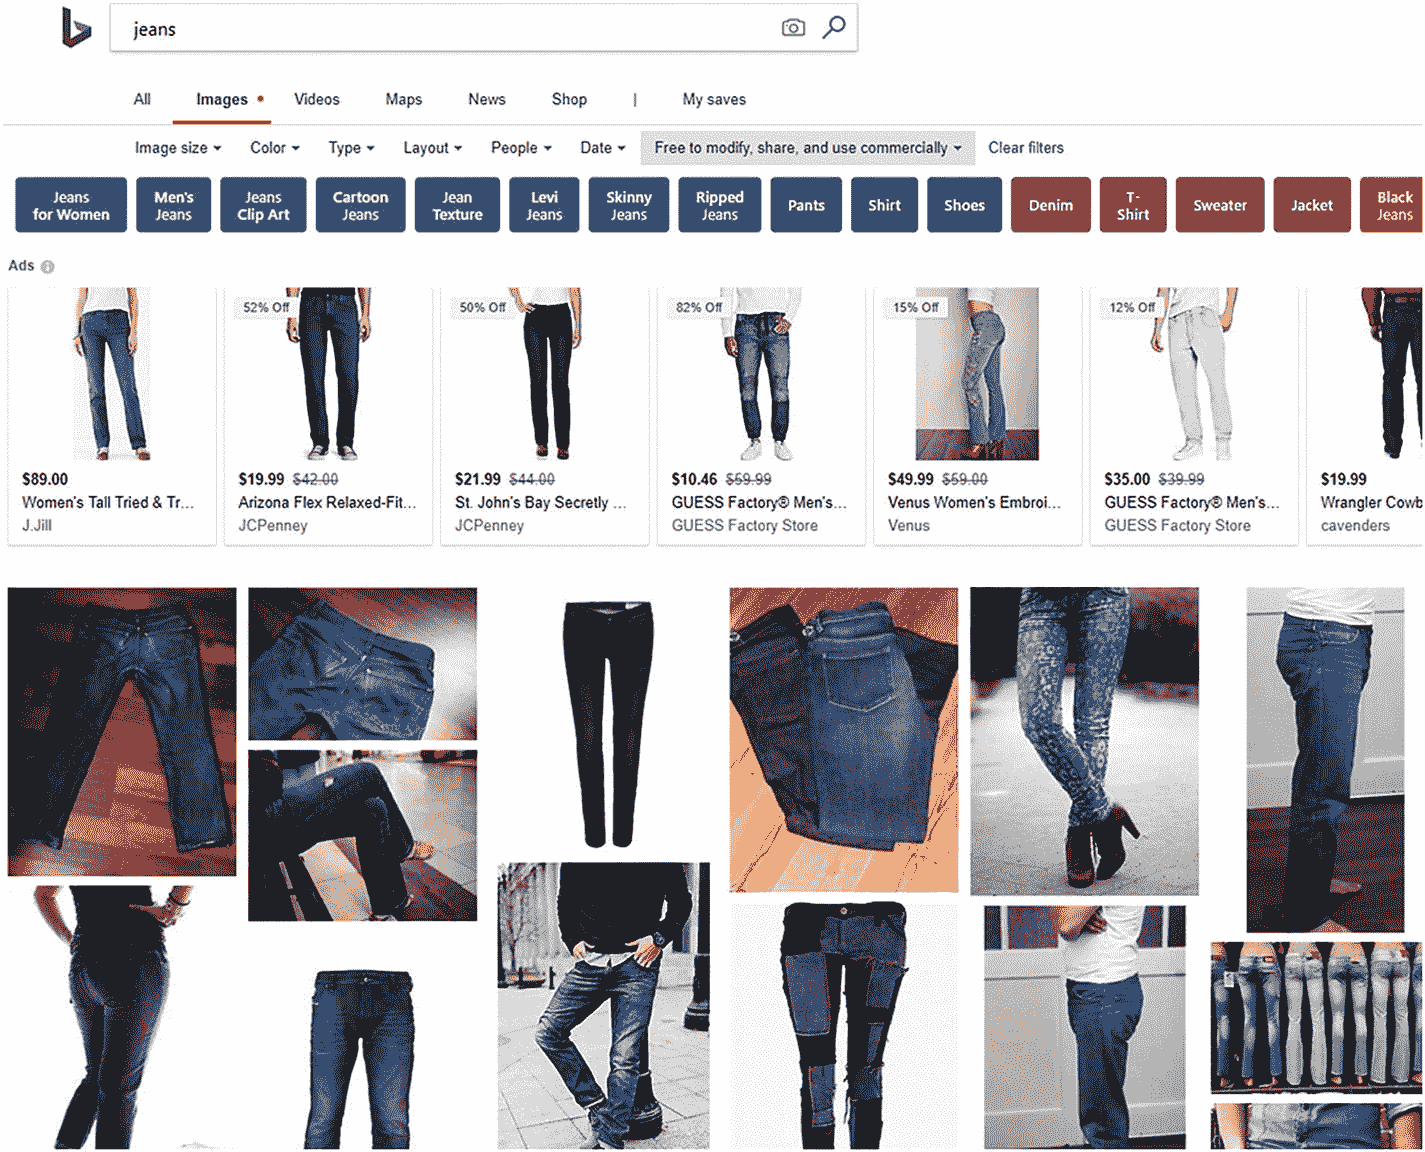 jeans
All Images Videos Maps News Shop | My saves
Image size Color Type Layout People Date Free to modify, share, and use commercially Clear filters
Jeans for Women
Men's Jeans
Jeans Clip Art
Cartoon Jeans
Jean Texture
Levi Jeans
Skinny Jeans
Ripped Jeans
Pants
Shirt
Shoes
Denim
T-Shirt
Sweater
Jacket
Black Jeans
Ads
$89.00
Women's Tall Tried & Tr...
J.Jill
52% Off
$19.99 $42.00
Arizona Flex Relaxed-Fit...
JCPenney
50% Off
$21.99 $44.00
St. John's Bay Secretly ...
JCPenney
82% Off
$10.46 $59.99
GUESS Factory® Men's...
GUESS Factory Store
15% Off
$49.99 $59.00
Venus Women's Embroi...
Venus
12% Off
$35.00 $39.99
GUESS Factory® Men's...
GUESS Factory Store
$19.99
Wrangler Cowb
cavenders